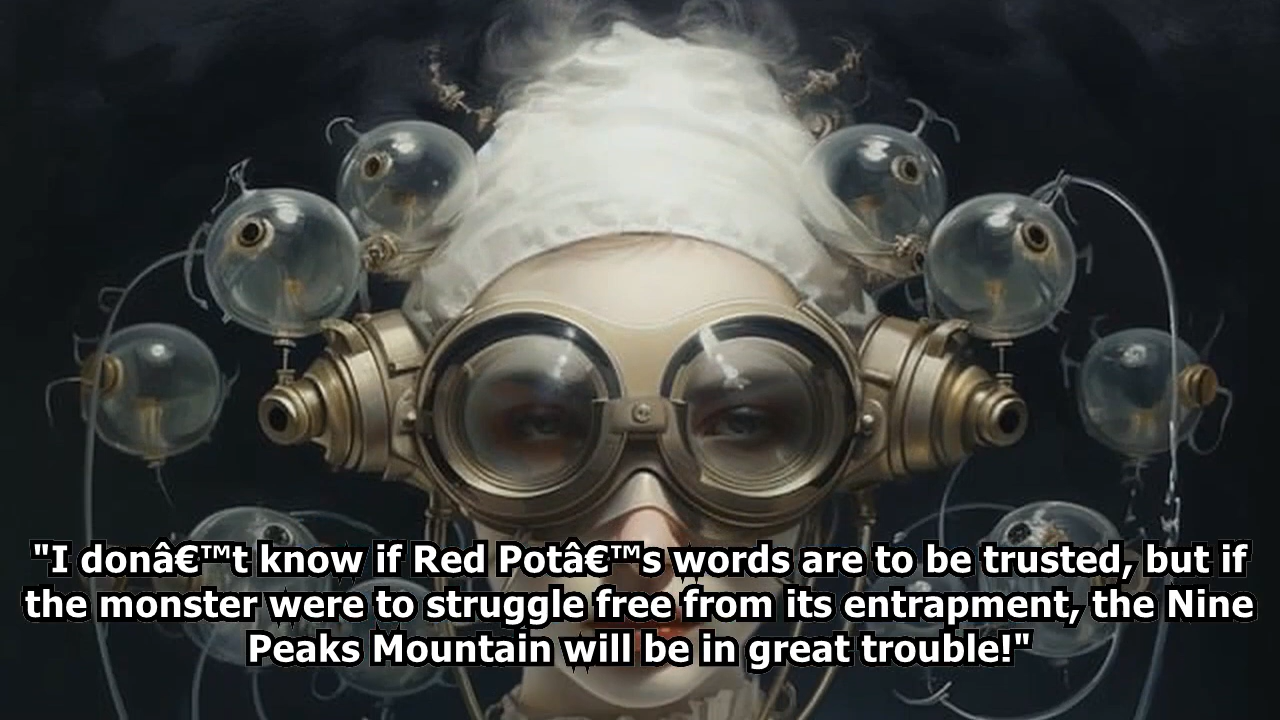 "I donâ€™t know if Red Potâ€™s words are to be trusted, but if
the monster were to struggle free from its entrapment, the Nine
Peaks Mountain will be in great trouble!"